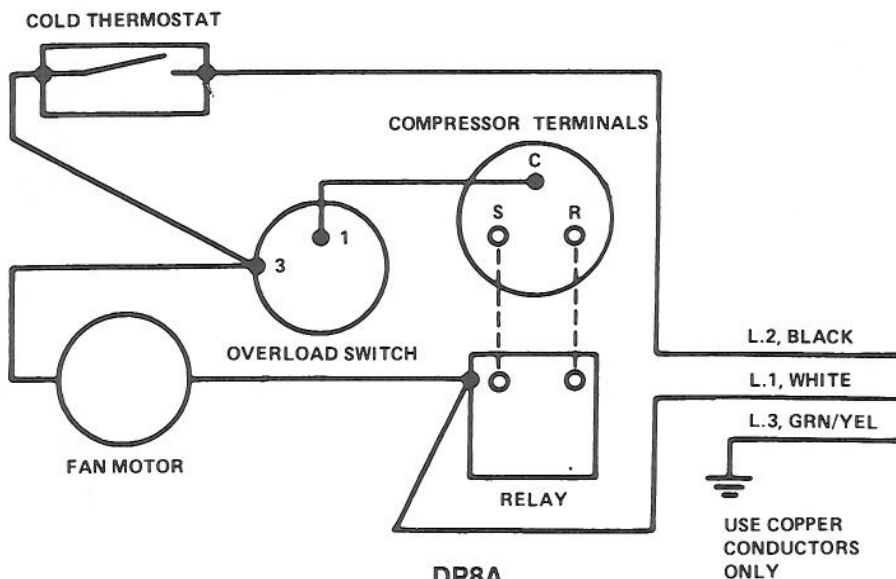 COLD THERMOSTAT
COMPRESSOR TERMINALS
C
S R
1
3
OVERLOAD SWITCH
L.2, BLACK
L.1, WHITE
L.3, GRN/YEL
FAN MOTOR
RELAY
USE COPPER
CONDUCTORS
ONLY
DP8A